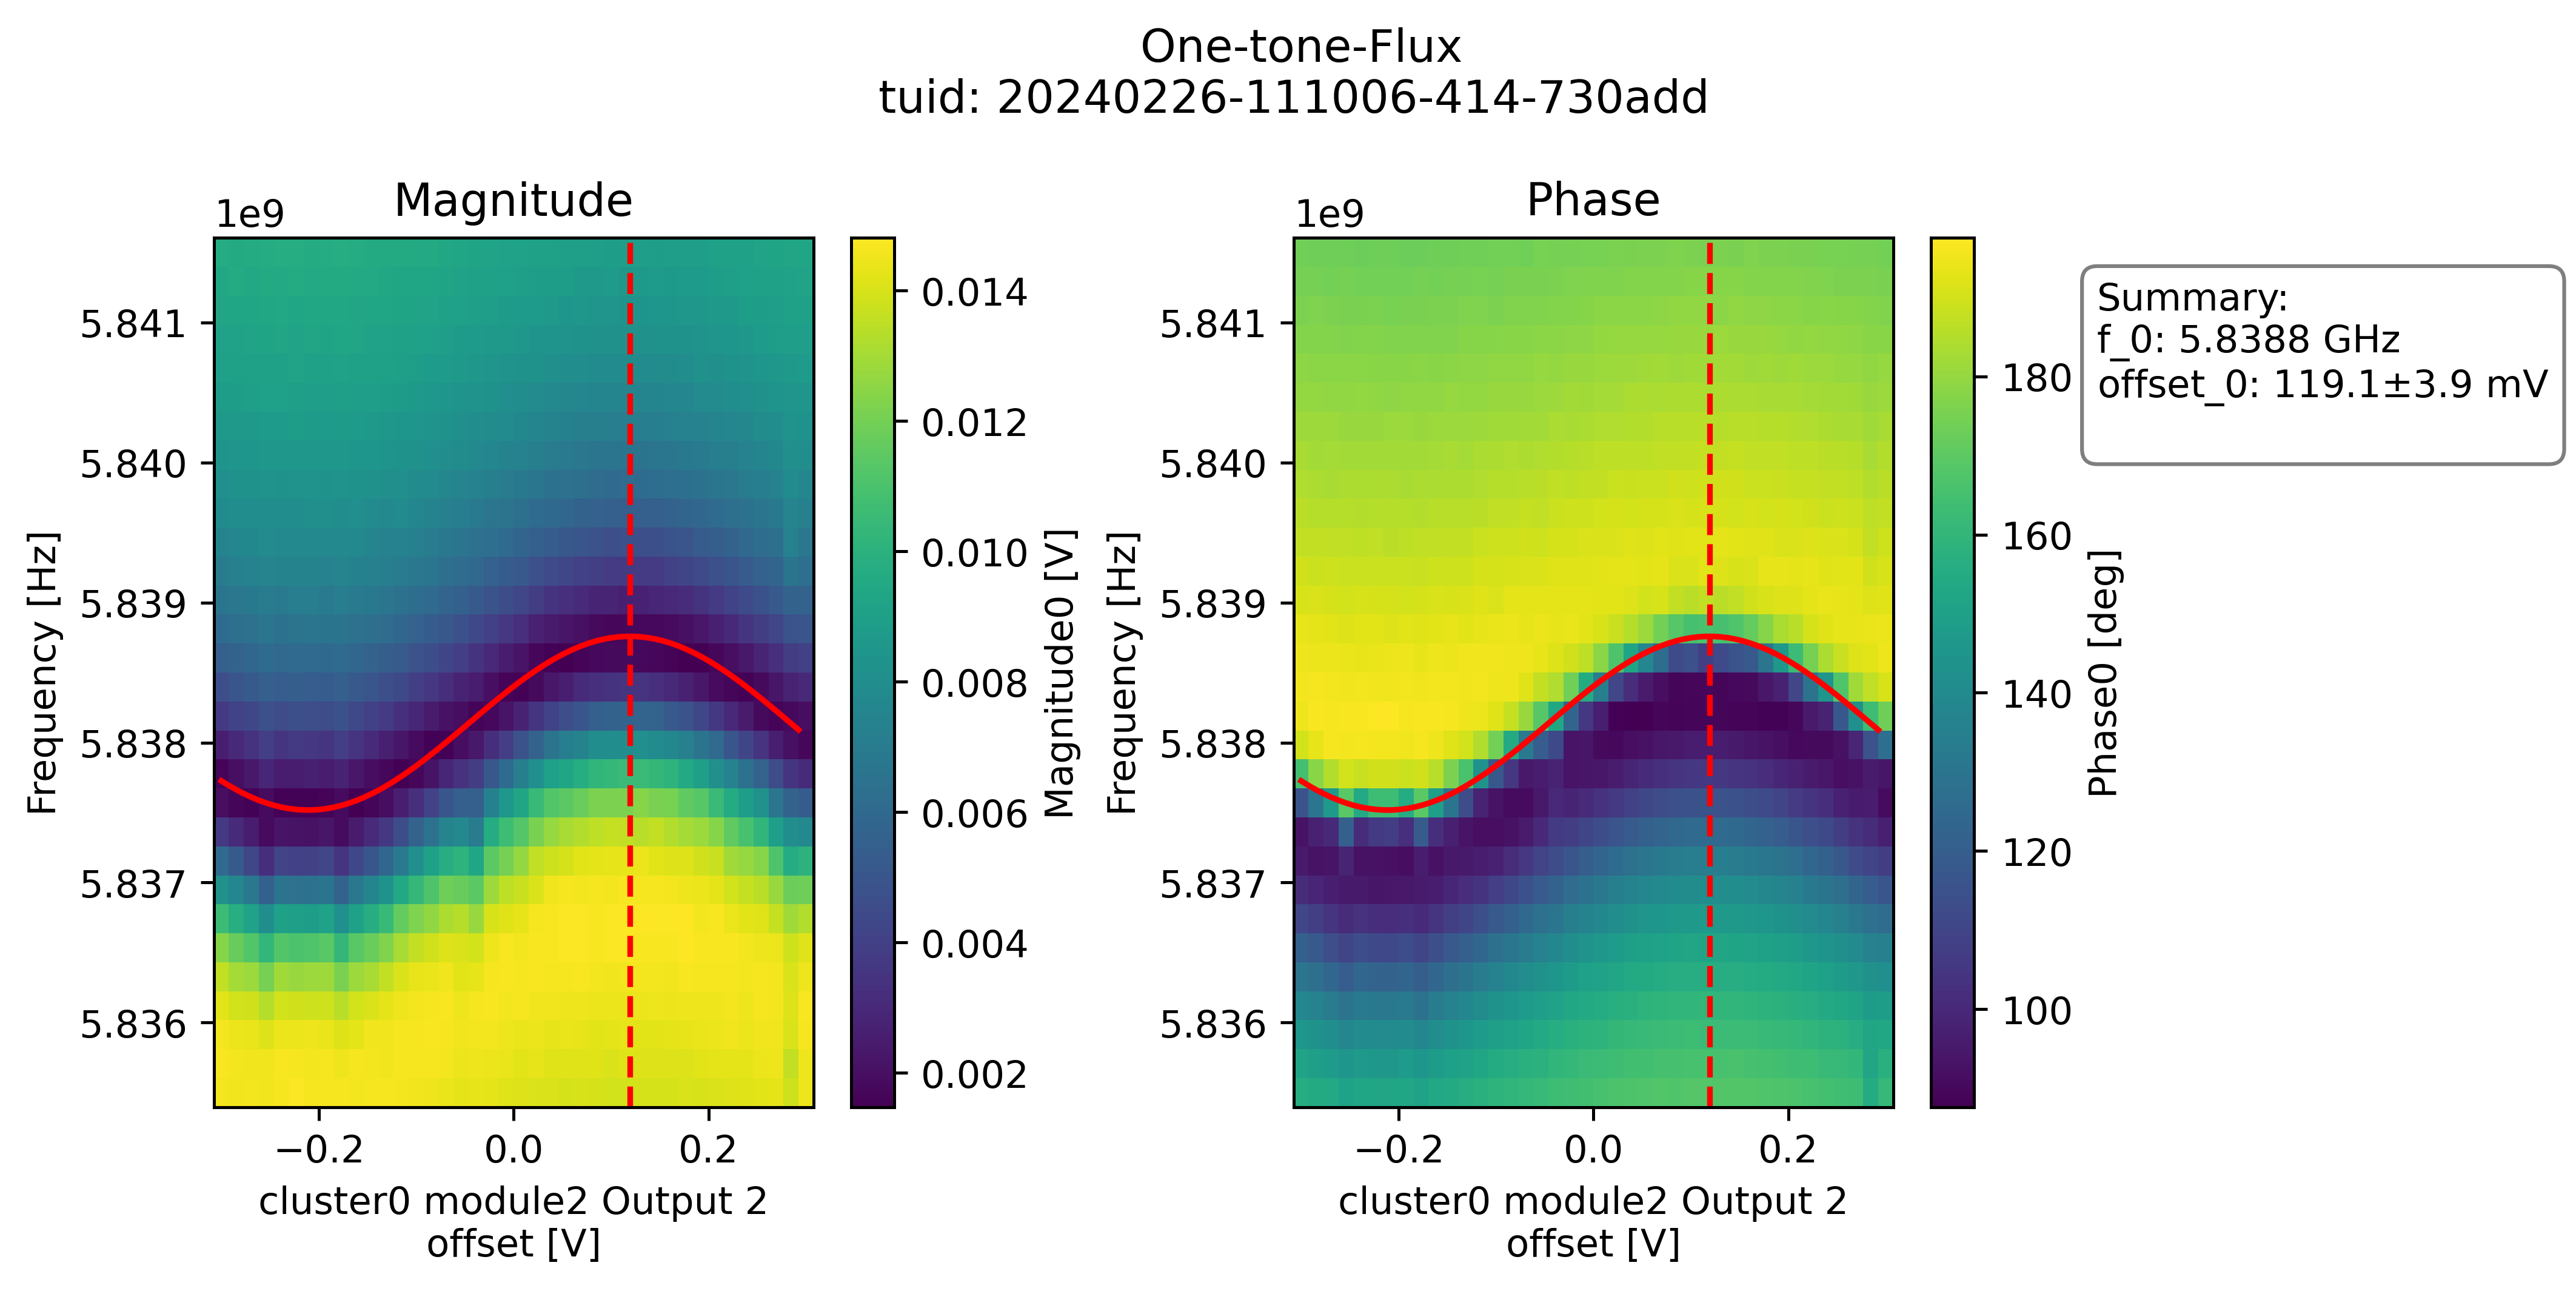 One-tone-Flux
tuid: 20240226-111006-414-730add
Magnitude
1e9
5.841
5.840
5.839
5.838
5.837
5.836
Frequency [Hz]
−0.2
0.0
0.2
cluster0 module2 Output 2
offset [V]
0.014
0.012
0.010
0.008
0.006
0.004
0.002
Magnitude0 [V]
Phase
1e9
5.841
5.840
5.839
5.838
5.837
5.836
Frequency [Hz]
−0.2
0.0
0.2
cluster0 module2 Output 2
offset [V]
180
160
140
120
100
Phase0 [deg]
Summary:
f_0: 5.8388 GHz
offset_0: 119.1±3.9 mV